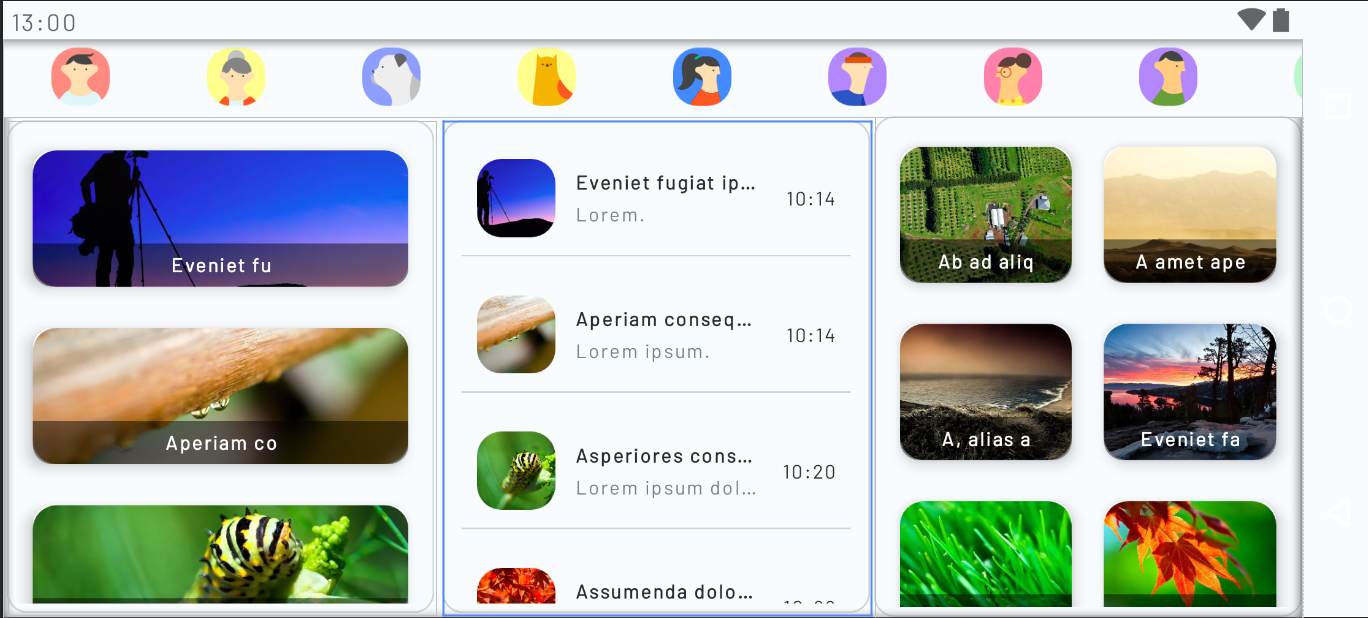 13:00
Eveniet fu
Aperiam co
Eveniet fugiat ip…
Lorem.
10:14
Aperiam conseq…
Lorem ipsum.
10:14
Asperiores cons…
Lorem ipsum dol…
10:20
Assumenda dolo…
Ab ad aliq
A amet ape
A, alias a
Eveniet fa